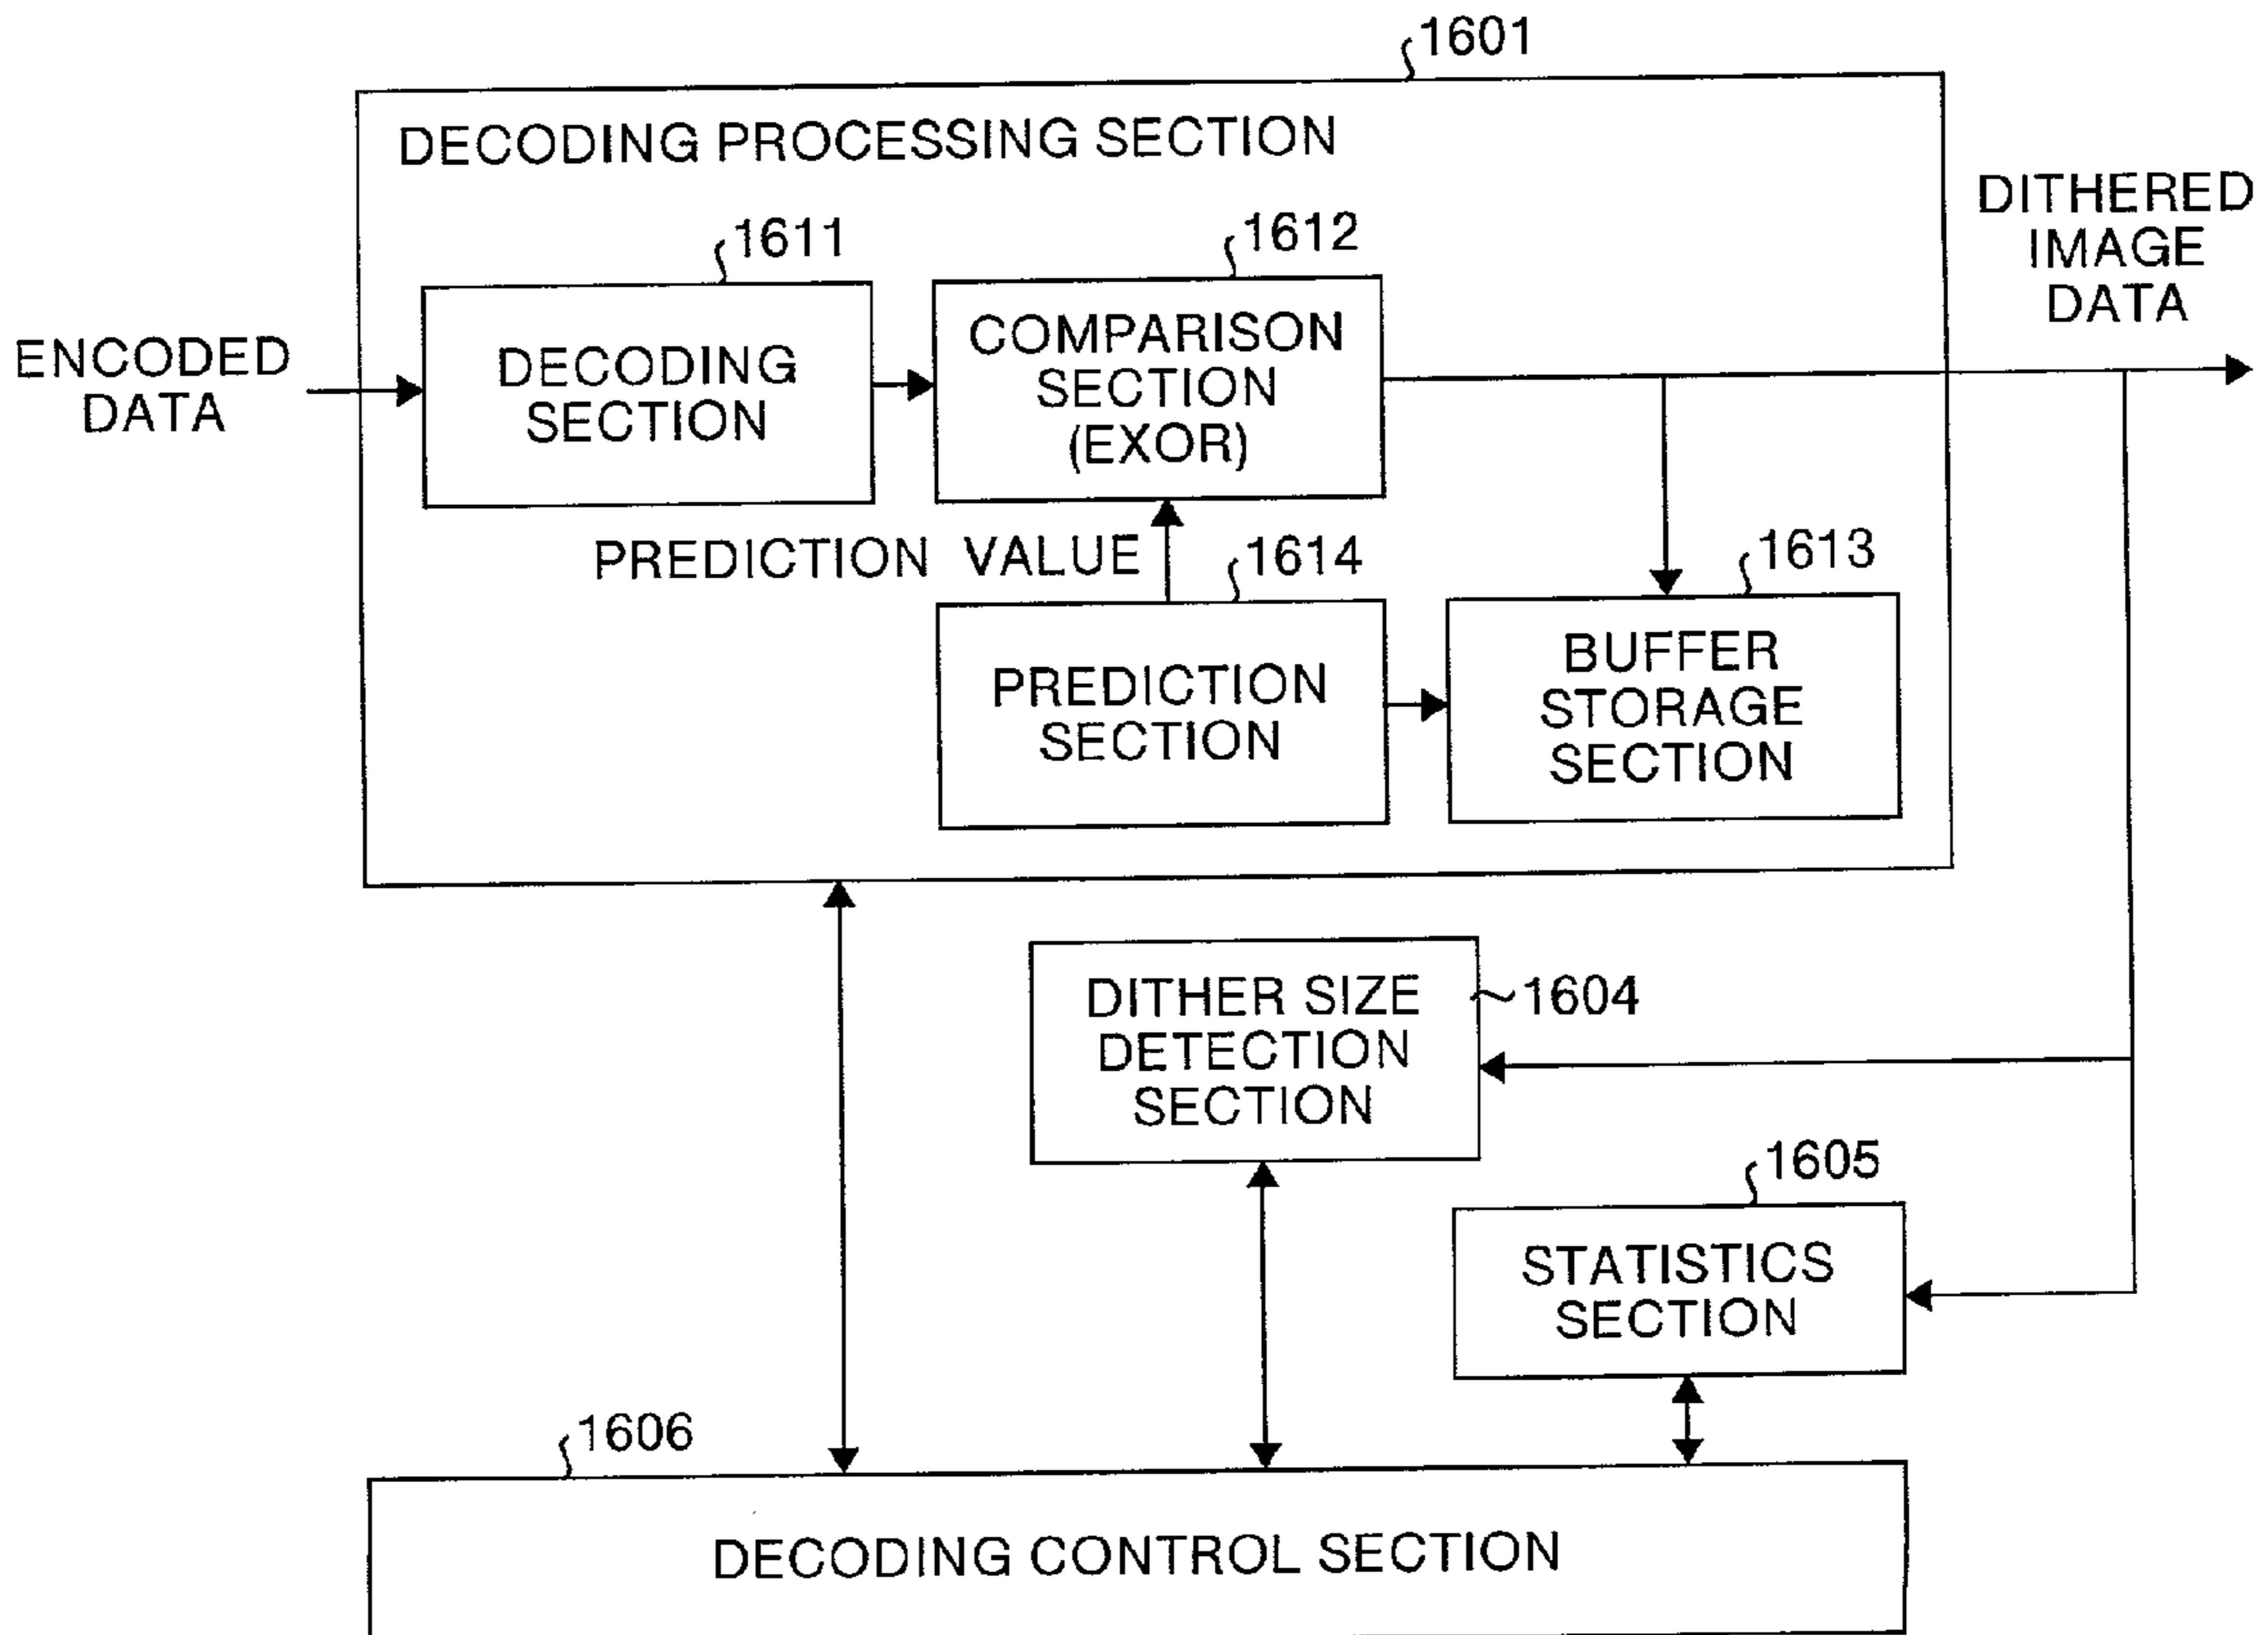 1601
DECODING PROCESSING SECTION
DITHERED
IMAGE
DATA
1611
1612
ENCODED
DATA
DECODING
SECTION
COMPARISON
SECTION
(EXOR)
PREDICTION VALUE
1614
1613
PREDICTION
SECTION
BUFFER
STORAGE
SECTION
DITHER SIZE
DETECTION
SECTION
1604
1605
STATISTICS
SECTION
1606
DECODING CONTROL SECTION